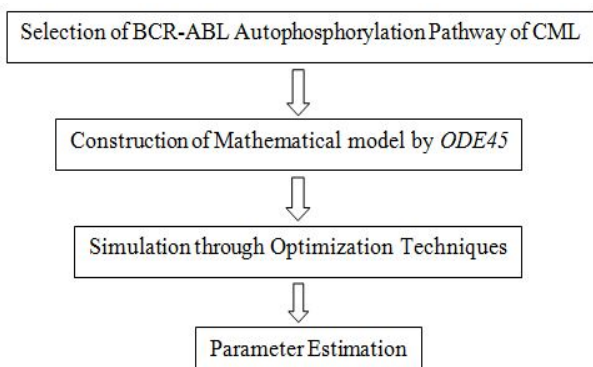 Selection of BCR-ABL Autophosphorylation Pathway of CML
Construction of Mathematical model by ODE45
Simulation through Optimization Techniques
Parameter Estimation